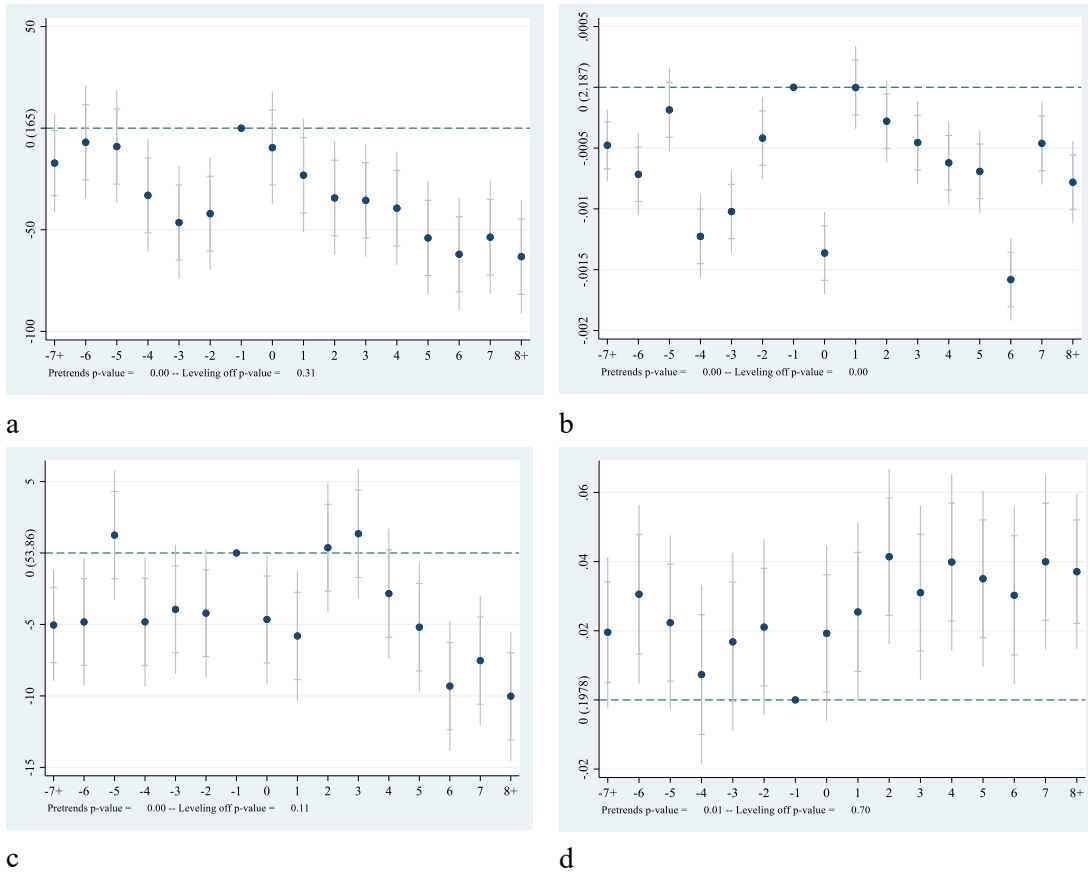 50
0 (165)
-50
-100
-7+ -6 -5 -4 -3 -2 -1 0 1 2 3 4 5 6 7 8+
Pretrends p-value = 0.00 -- Leveling off p-value = 0.31
a
.0005
0 (2.187)
-.0005
-.001
-.0015
-.002
-7+ -6 -5 -4 -3 -2 -1 0 1 2 3 4 5 6 7 8+
Pretrends p-value = 0.00 -- Leveling off p-value = 0.00
b
5
0 (53.86)
-5
-10
-15
-7+ -6 -5 -4 -3 -2 -1 0 1 2 3 4 5 6 7 8+
Pretrends p-value = 0.00 -- Leveling off p-value = 0.11
c
.06
.04
.02
0 (.1978)
-.02
-7+ -6 -5 -4 -3 -2 -1 0 1 2 3 4 5 6 7 8+
Pretrends p-value = 0.01 -- Leveling off p-value = 0.70
d